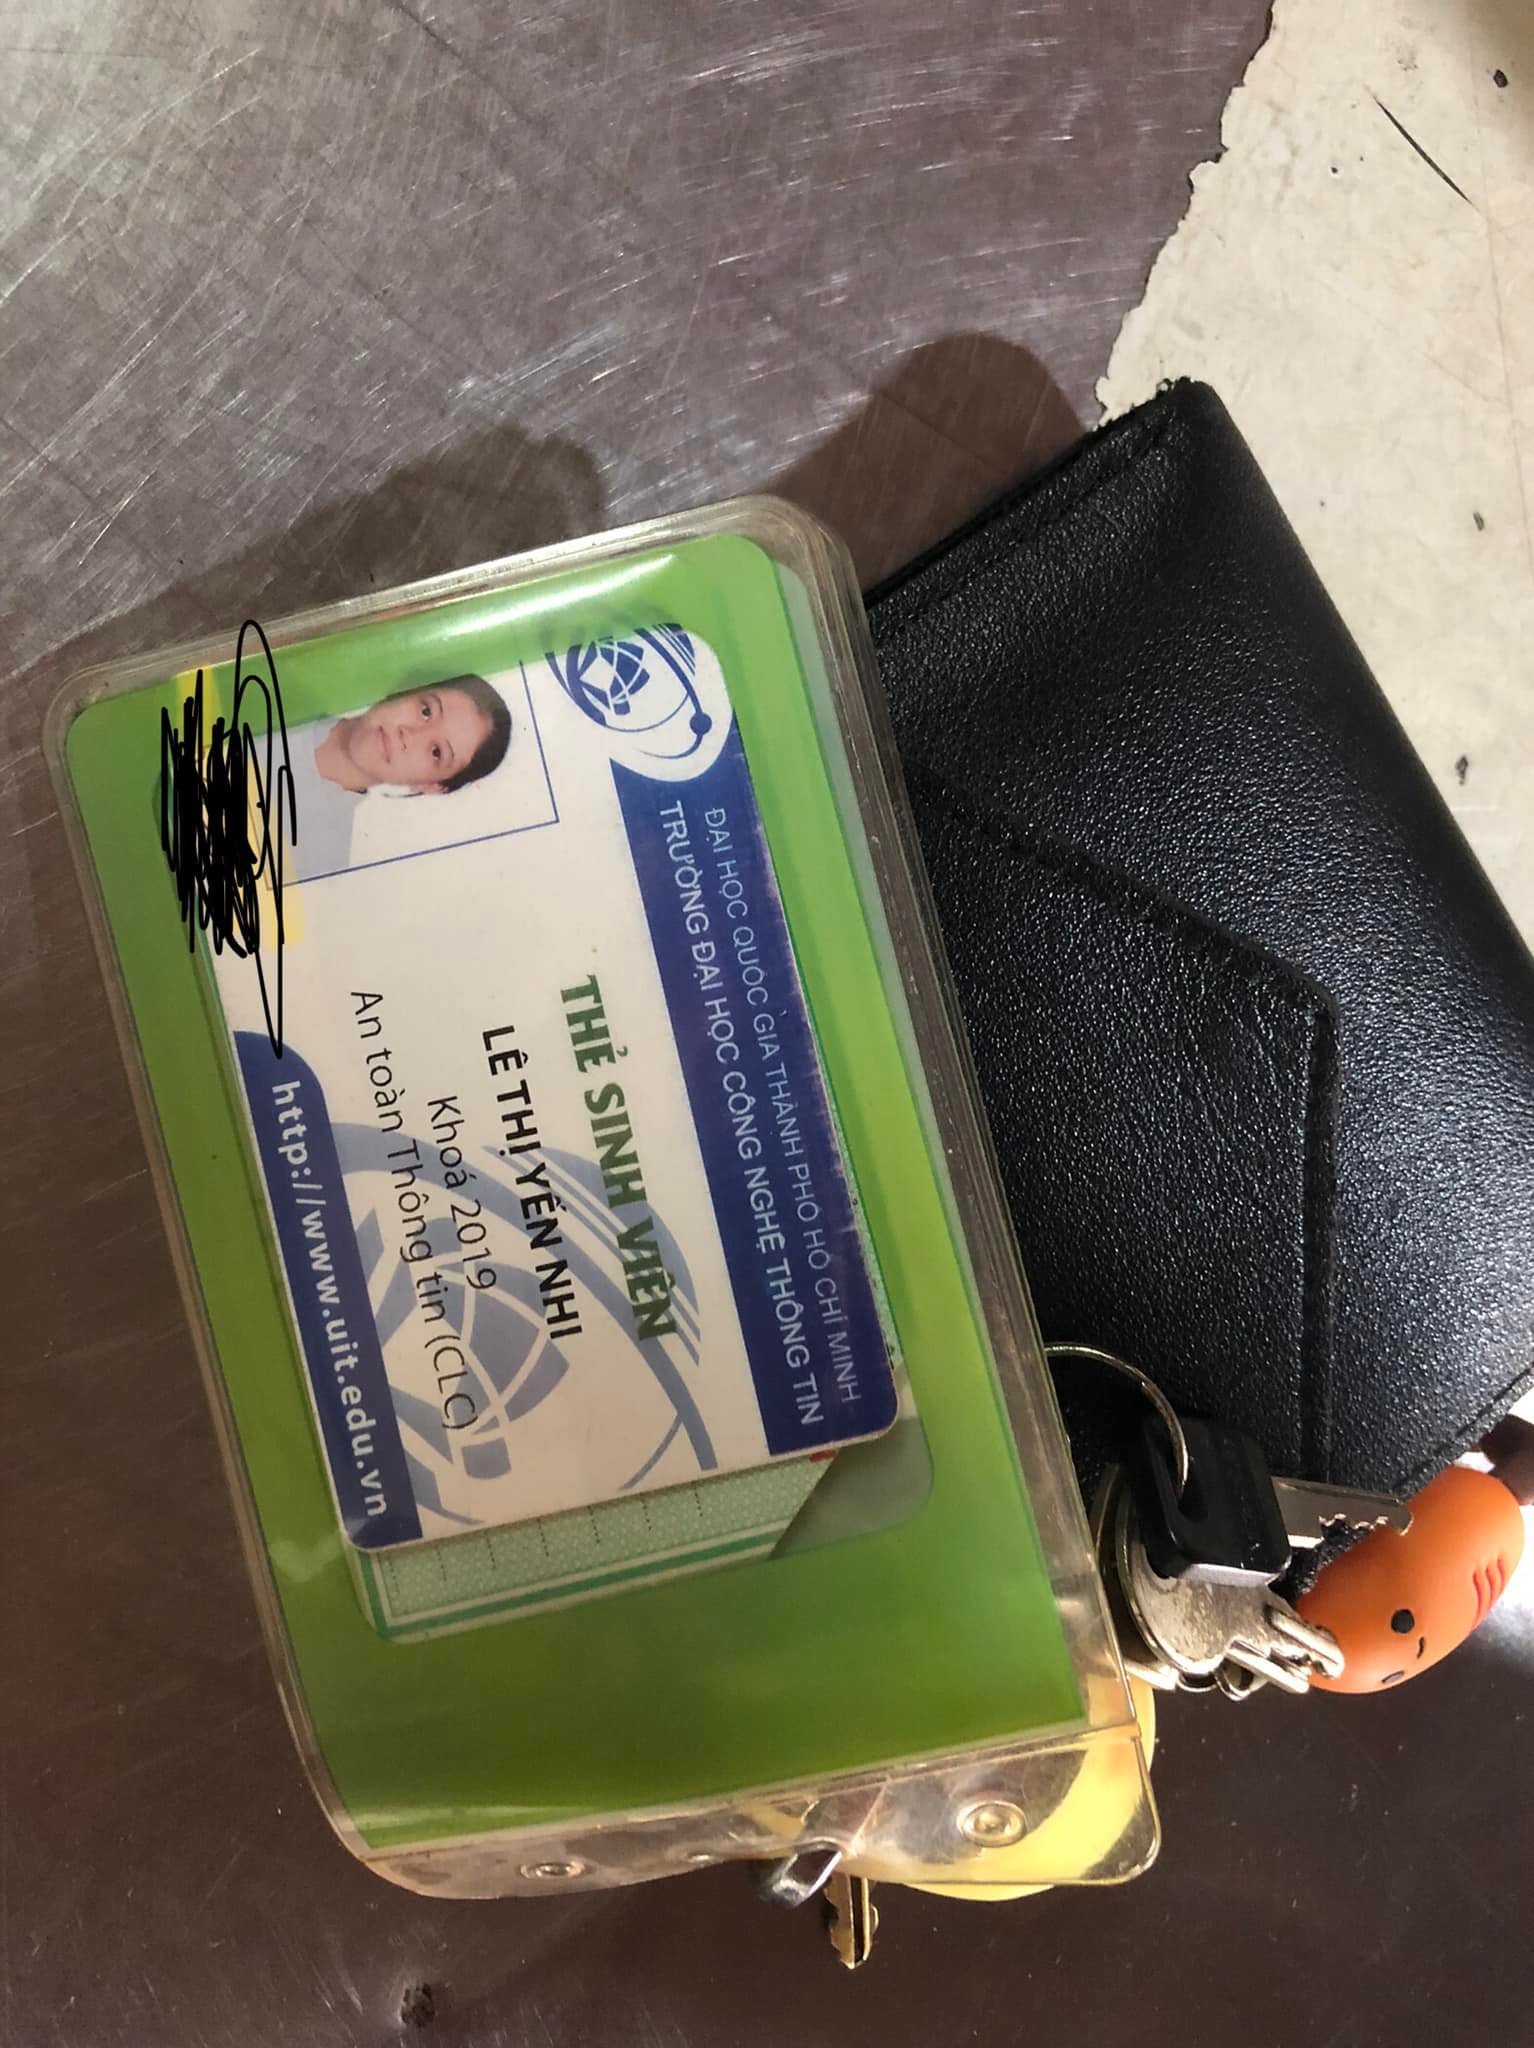 ĐẠI HỌC QUỐC GIA THÀNH PHỐ HỒ CHÍ MINH
TRƯỜNG ĐẠI HỌC CÔNG NGHỆ THÔNG TIN
THẺ SINH VIÊN
LÊ THỊ YẾN NHI
Khoá 2019
An toàn Thông tin (CLC)
http://www.uit.edu.vn